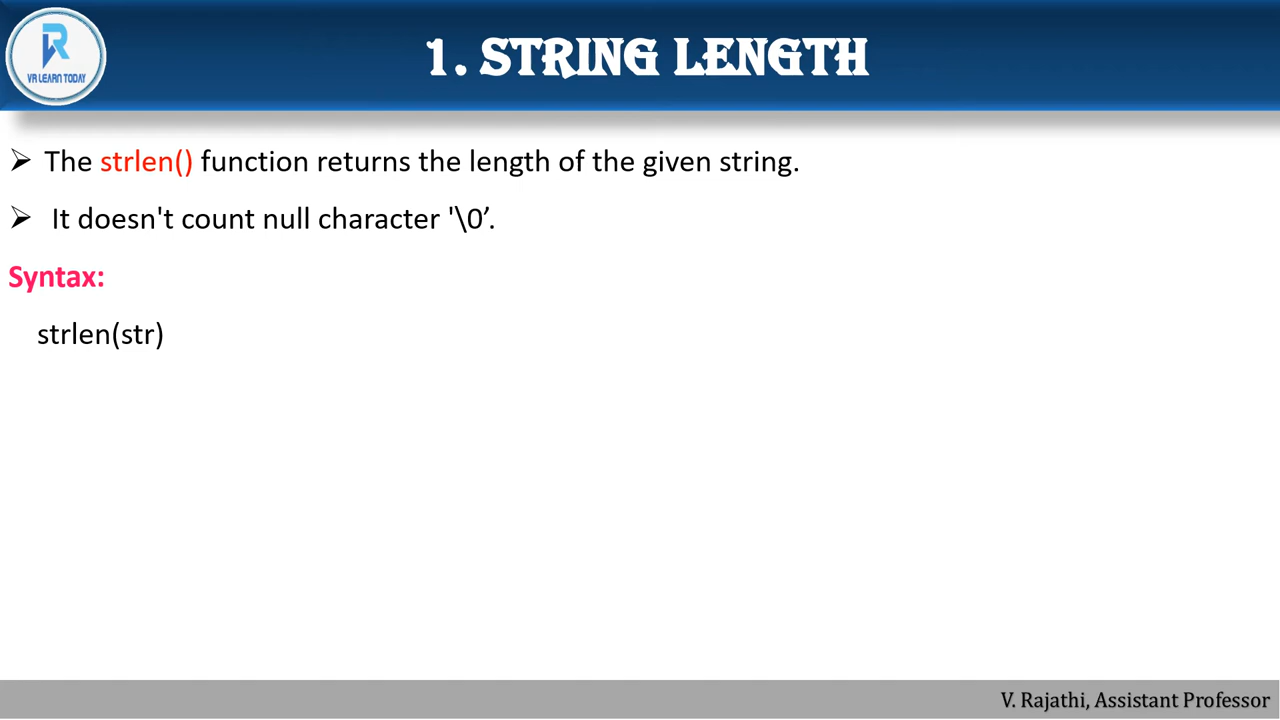 VR LEARN TODAY
1. STRING LENGTH
➢ The strlen() function returns the length of the given string.
➢ It doesn't count null character '\0’.
Syntax:
strlen(str)
V. Rajathi, Assistant Professor